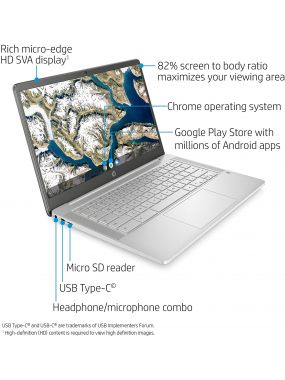 Rich micro-edge
HD SVA display¹
82% screen to body ratio
maximizes your viewing area
Chrome operating system
Google Play Store with
millions of Android apps
Micro SD reader
USB Type-C®
Headphone/microphone combo
USB Type-C® and USB-C® are trademarks of USB Implementers Forum.
¹ High-definition (HD) content is required to view high definition images.